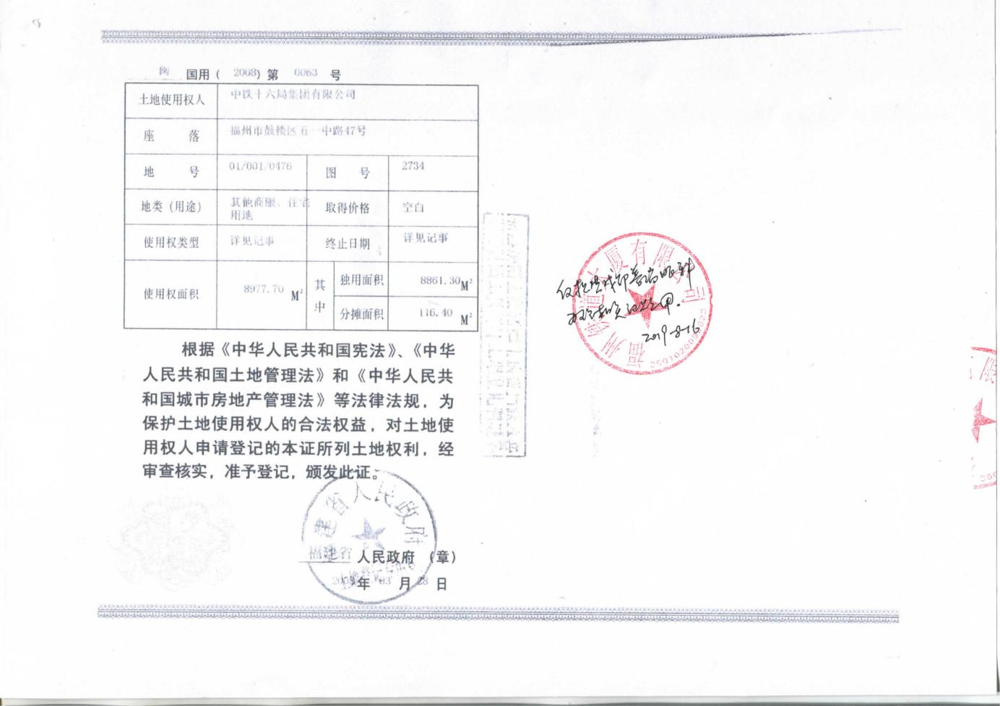 闽 国用( 2008)第 0063 号
土地使用权人 中铁十六局集团有限公司
座 落 福州市鼓楼区五一中路47号
地 号 01/001/0476 图 号 2734
地类(用途) 其他商服、住宅用地 取得价格 空白
使用权类型 详见记事 终止日期 详见记事
使用权面积 8977.70 M² 其中 独用面积 8861.30M²
分摊面积 116.40 M²
根据《中华人民共和国宪法》、《中华
人民共和国土地管理法》和《中华人民共
和国城市房地产管理法》等法律法规，为
保护土地使用权人的合法权益，对土地使
用权人申请登记的本证所列土地权利，经
审查核实，准予登记，颁发此证。
福建省人民政府
福建省 人民政府 (章)
2008年 03 月 28 日
福州铁道大厦有限公司
仅提供
2019-8-16